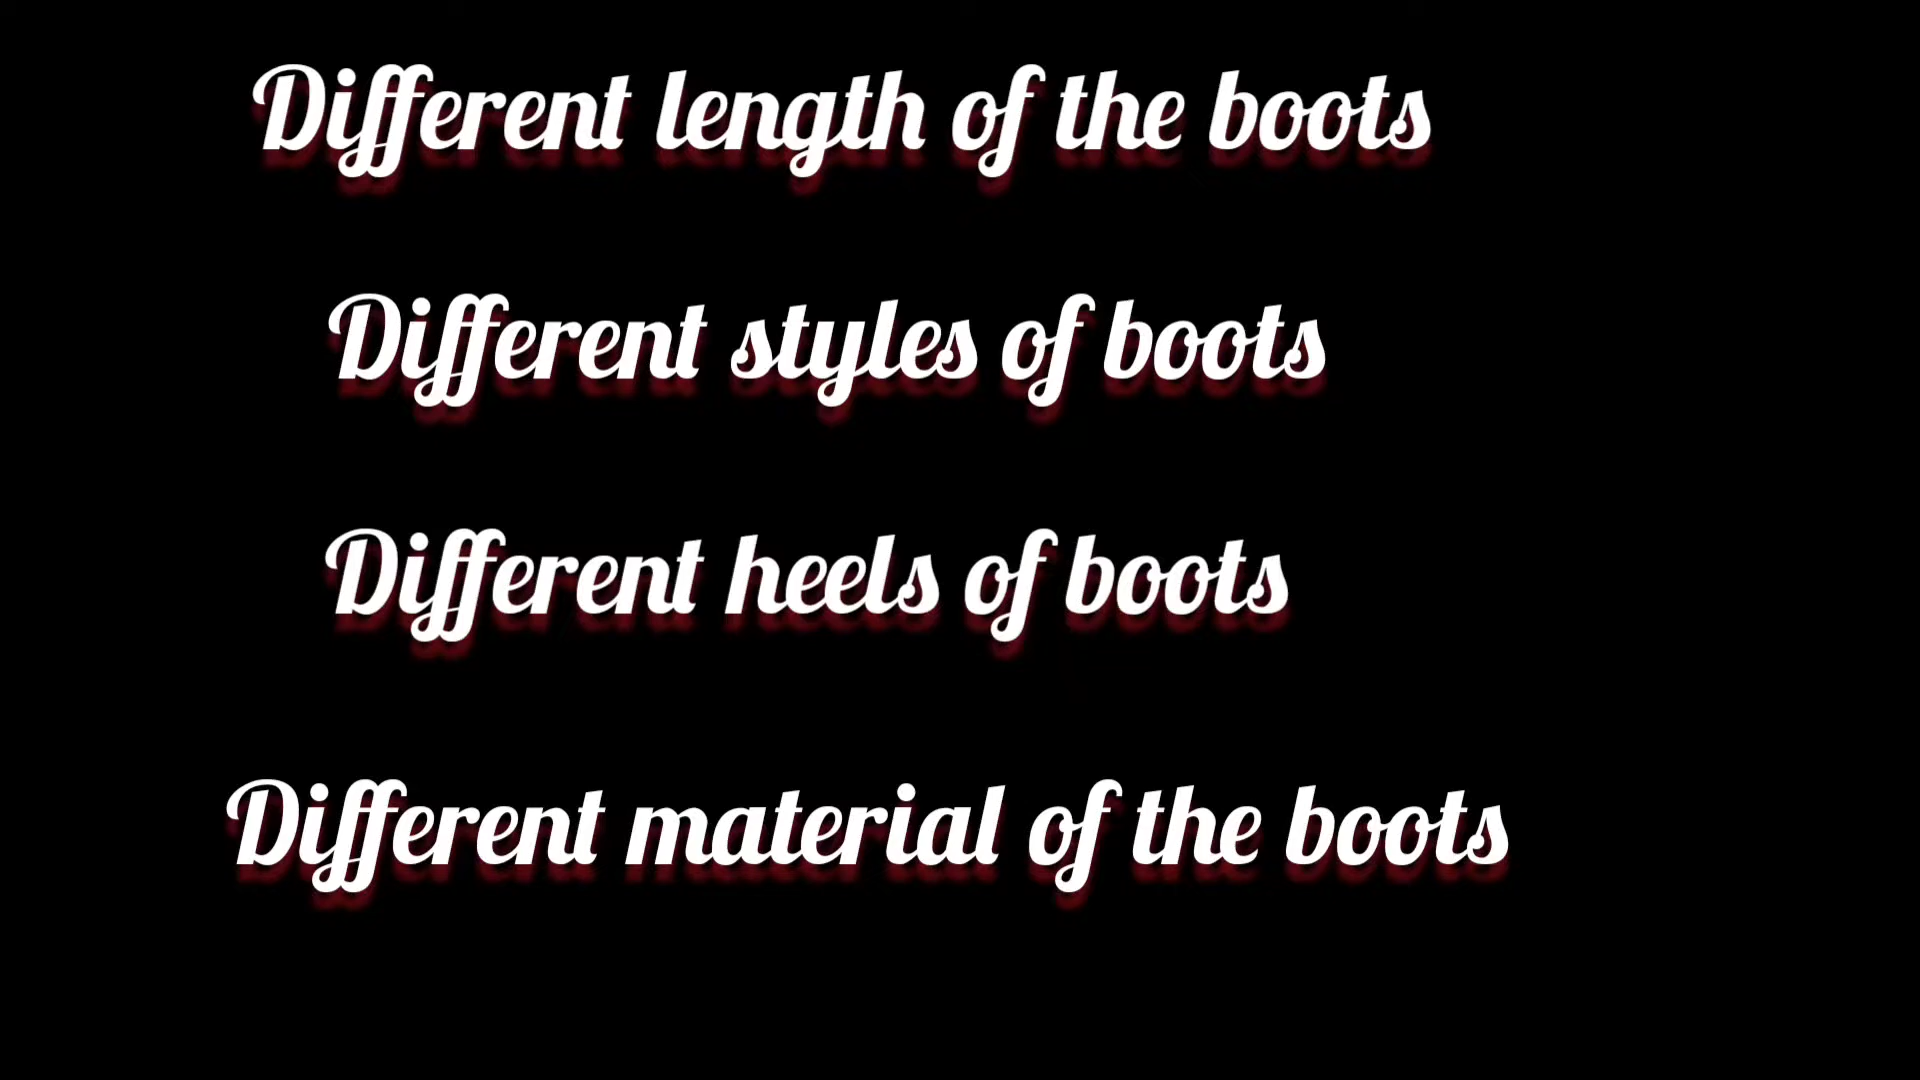 Different length of the boots
Different styles of boots
Different heels of boots
Different material of the boots